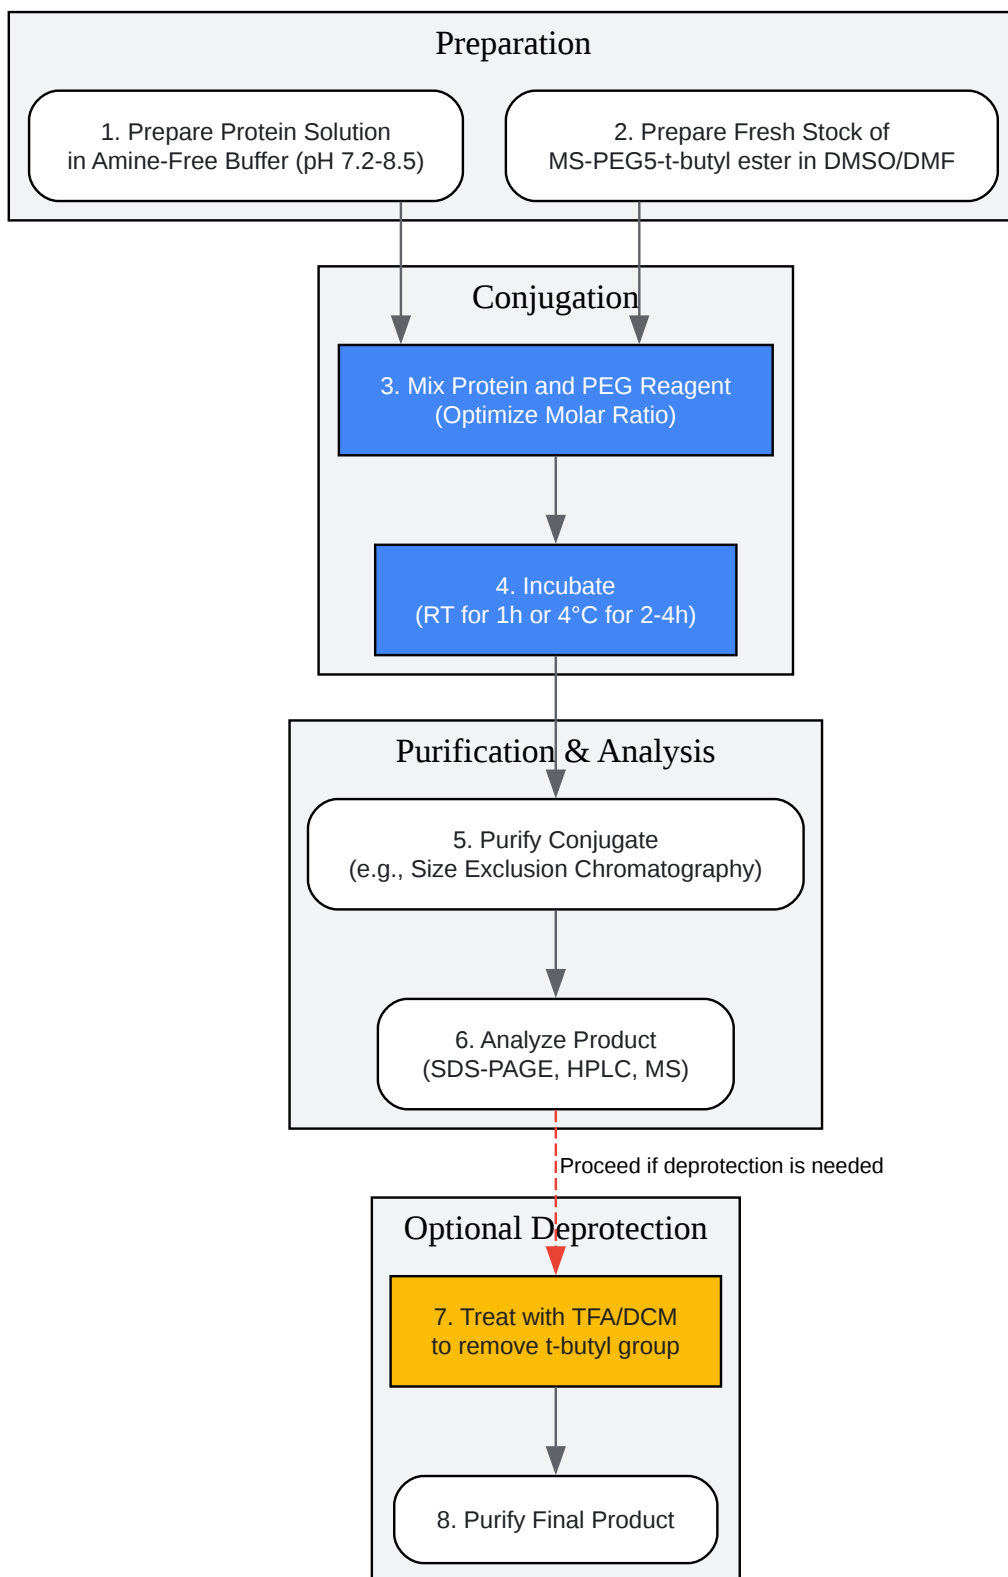 Preparation
1. Prepare Protein Solution
in Amine-Free Buffer (pH 7.2-8.5)
2. Prepare Fresh Stock of
MS-PEG5-t-butyl ester in DMSO/DMF
Conjugation
3. Mix Protein and PEG Reagent
(Optimize Molar Ratio)
4. Incubate
(RT for 1h or 4°C for 2-4h)
Purification & Analysis
5. Purify Conjugate
(e.g., Size Exclusion Chromatography)
6. Analyze Product
(SDS-PAGE, HPLC, MS)
Proceed if deprotection is needed
Optional Deprotection
7. Treat with TFA/DCM
to remove t-butyl group
8. Purify Final Product